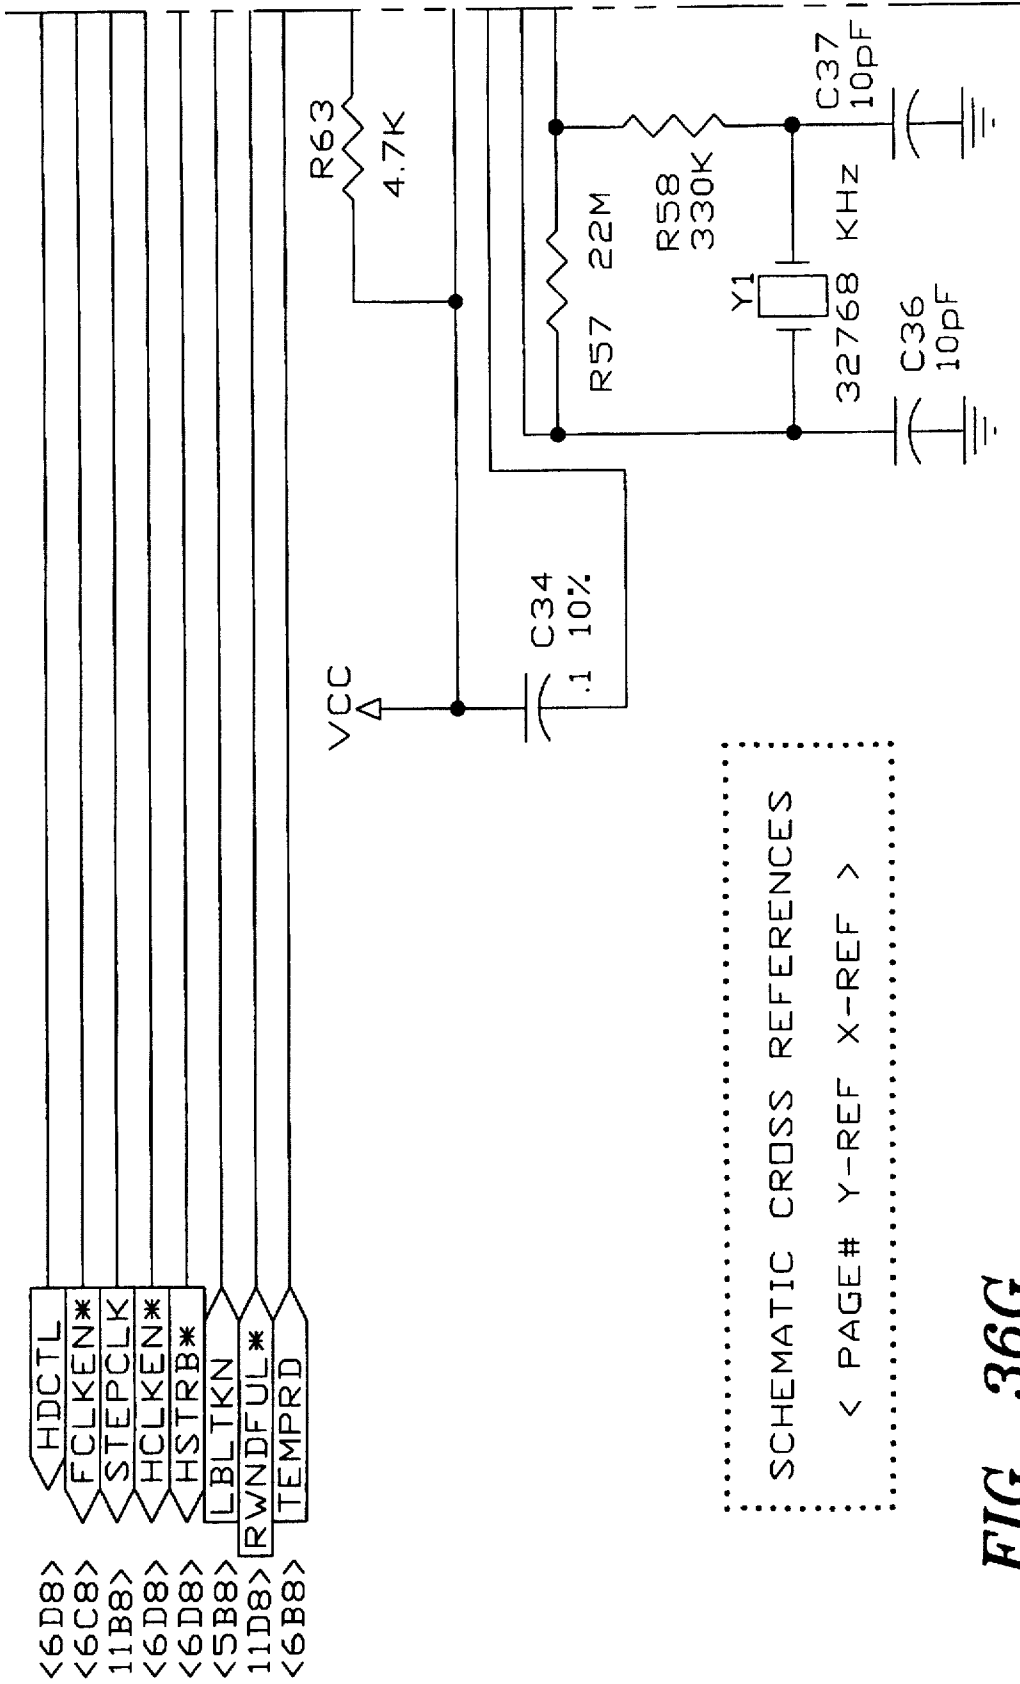 <6D8> HDCTL
<6C8> FCLKEN*
11B8> STEPCLK
<6D8> HCLKEN*
<6D8> HSTRB*
<5B8> LBLTKN
11D8> RWNDFUL*
<6B8> TEMPRD
VCC
R63
4.7K
C34
.1 10%
R57 22M
R58
330K
Y1
32768 KHz
C36
10pF
C37
10pF
SCHEMATIC CROSS REFERENCES
< PAGE# Y-REF X-REF >
FIG. 36G